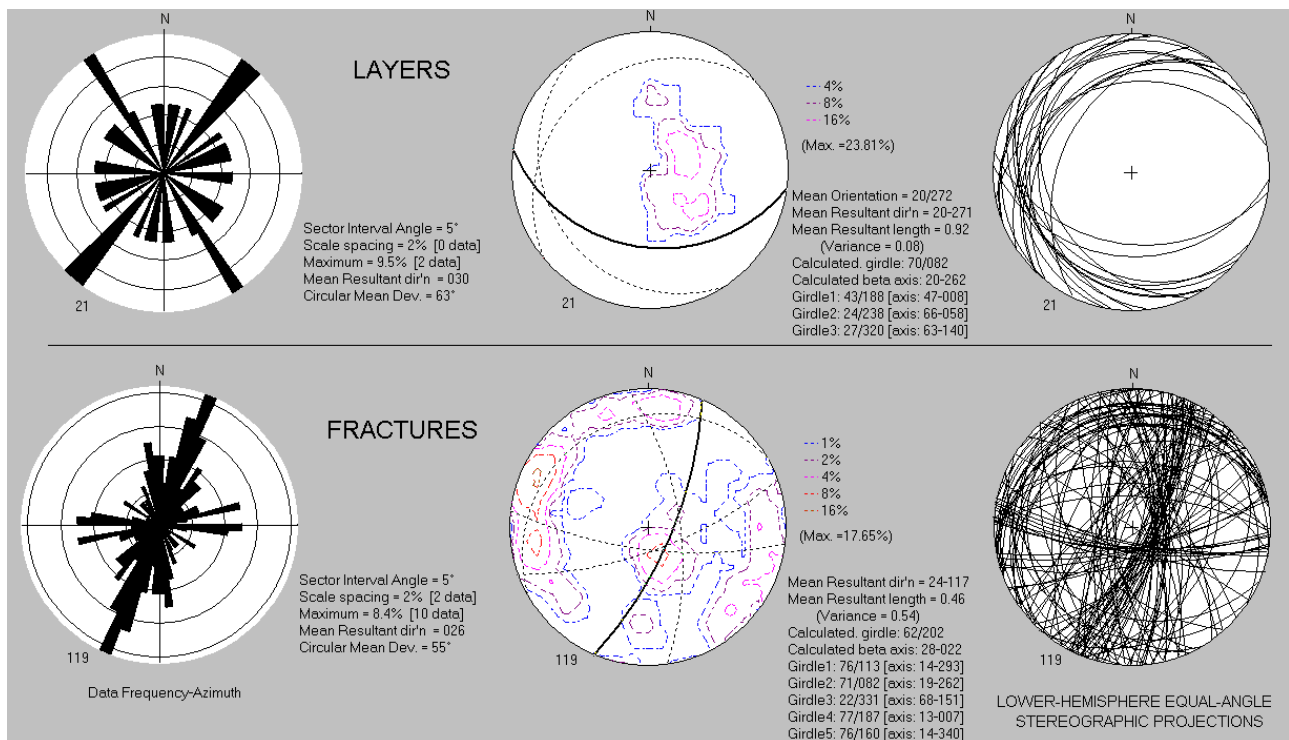 N
LAYERS
Sector Interval Angle = 5°
Scale spacing = 2% [0 data]
Maximum = 9.5% [2 data]
Mean Resultant dir'n = 030
Circular Mean Dev. = 63°
21
N
4%
8%
16%
(Max. =23.81%)
Mean Orientation = 20/272
Mean Resultant dir'n = 20-271
Mean Resultant length = 0.92
(Variance = 0.08)
Calculated. girdle: 70/082
Calculated beta axis: 20-262
Girdle1: 43/188 [axis: 47-008]
Girdle2: 24/238 [axis: 66-058]
Girdle3: 27/320 [axis: 63-140]
21
N
21
N
FRACTURES
Sector Interval Angle = 5°
Scale spacing = 2% [2 data]
Maximum = 8.4% [10 data]
Mean Resultant dir'n = 026
Circular Mean Dev. = 55°
119
Data Frequency-Azimuth
N
1%
2%
4%
8%
16%
(Max. =17.65%)
Mean Resultant dir'n = 24-117
Mean Resultant length = 0.46
(Variance = 0.54)
Calculated. girdle: 62/202
Calculated beta axis: 28-022
Girdle1: 76/113 [axis: 14-293]
Girdle2: 71/082 [axis: 19-262]
Girdle3: 22/331 [axis: 68-151]
Girdle4: 77/187 [axis: 13-007]
Girdle5: 76/160 [axis: 14-340]
119
N
119
LOWER-HEMISPHERE EQUAL-ANGLE
STEREOGRAPHIC PROJECTIONS